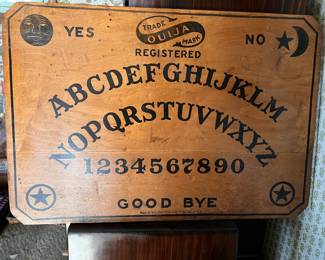 YES
TRADE
OUIJA
MARK
NO
REGISTERED
ABCDEFGHIJKLM
NOPQRSTUVWXYZ
1234567890
GOOD BYE